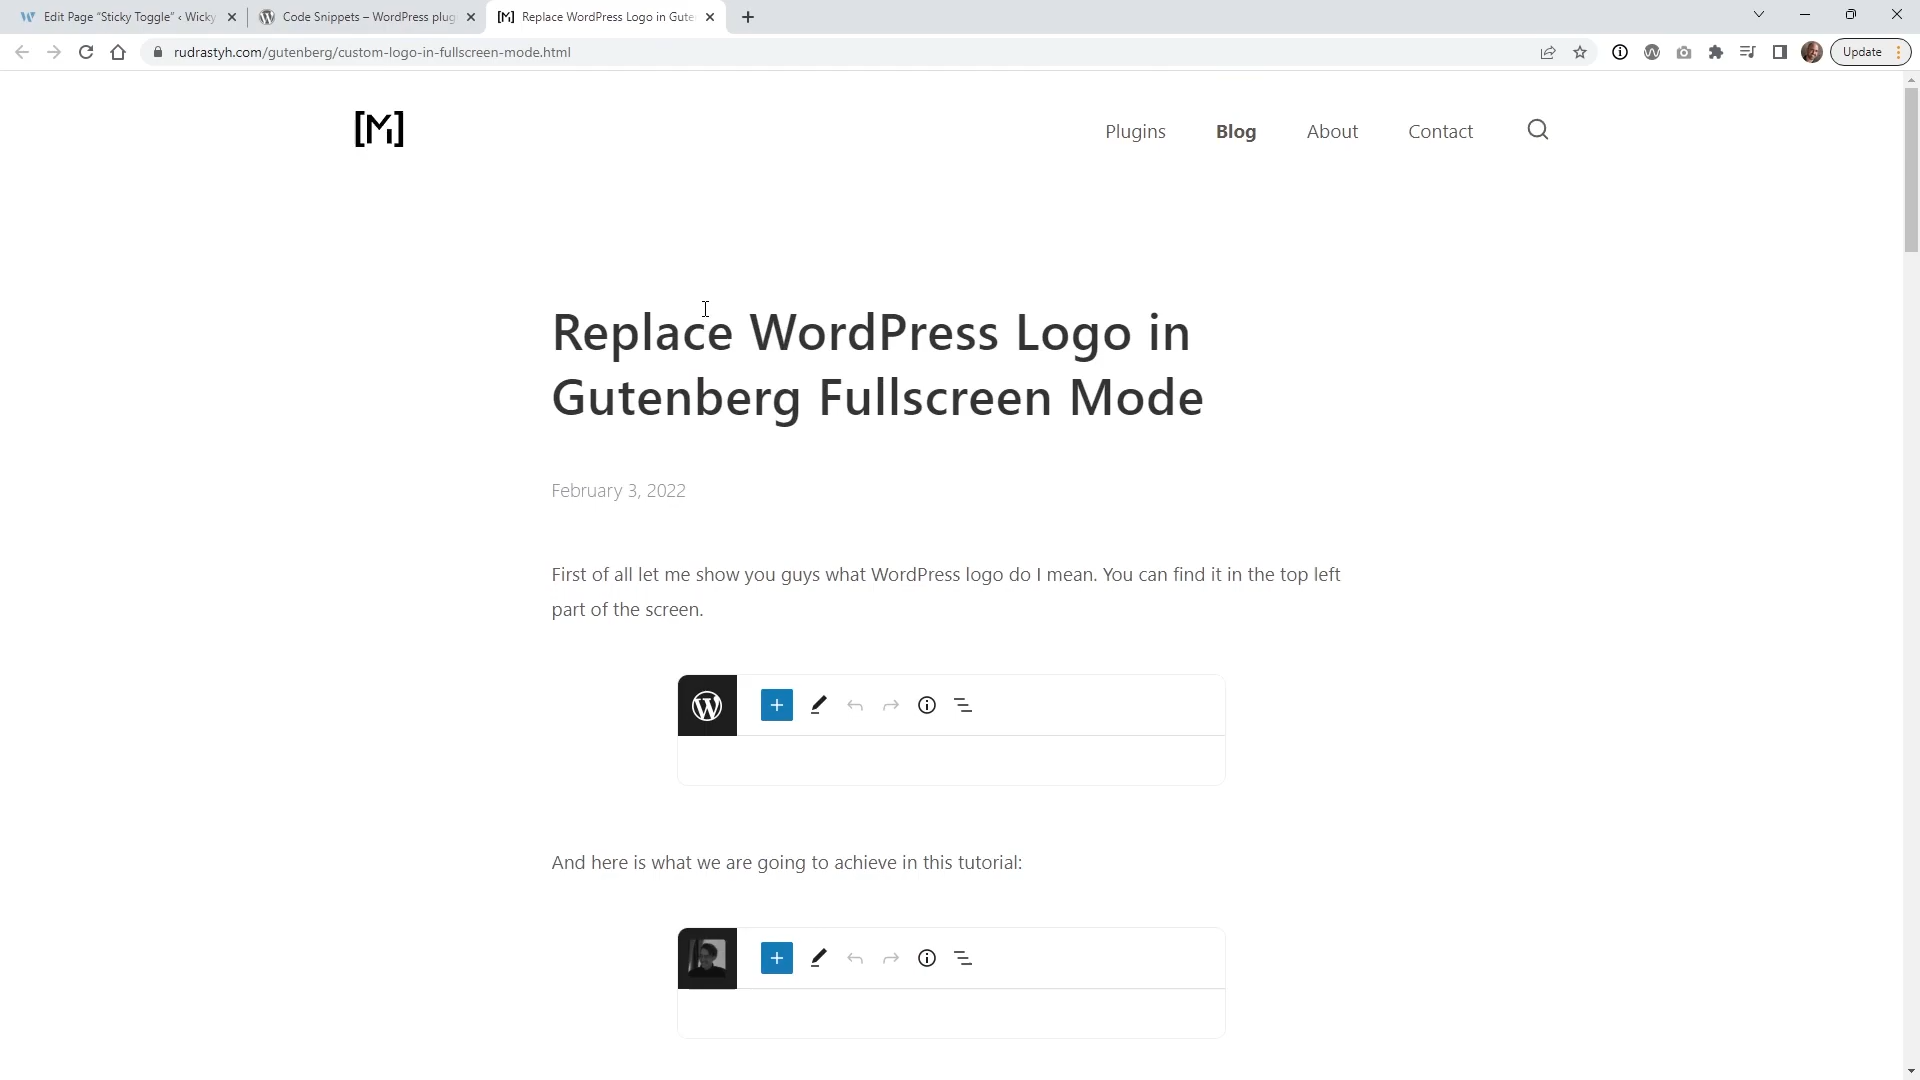 Edit Page "Sticky Toggle" ‹ Wicky
Code Snippets – WordPress plug
[M] Replace WordPress Logo in Gute
rudrastyh.com/gutenberg/custom-logo-in-fullscreen-mode.html
Update
[M]
Plugins
Blog
About
Contact
Replace WordPress Logo in
Gutenberg Fullscreen Mode
February 3, 2022
First of all let me show you guys what WordPress logo do I mean. You can find it in the top left
part of the screen.
And here is what we are going to achieve in this tutorial: